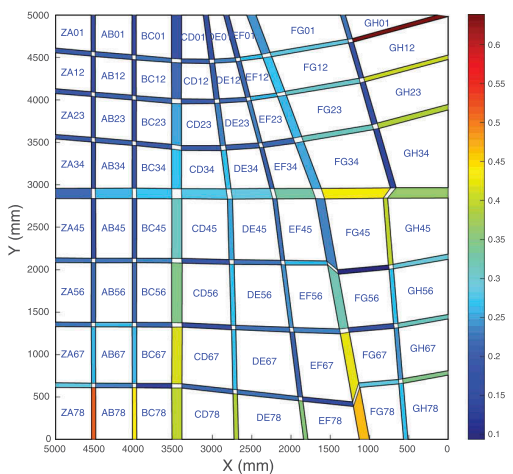 5000
ZA01 AB01 BC01 CD01 DE01 EF01 FG01 GH01
0.6
4500
ZA12 AB12 BC12 CD12 DE12 EF12 FG12 GH12
0.55
4000
ZA23 AB23 BC23 CD23 DE23 EF23 FG23 GH23
0.5
3500
ZA34 AB34 BC34 CD34 DE34 EF34 FG34 GH34
0.45
3000
0.4
Y (mm)
2500
ZA45 AB45 BC45 CD45 DE45 EF45 FG45 GH45
0.35
2000
0.3
ZA56 AB56 BC56 CD56 DE56 EF56 FG56 GH56
1500
0.25
1000
ZA67 AB67 BC67 CD67 DE67 EF67 FG67 GH67
0.2
500
0.15
ZA78 AB78 BC78 CD78 DE78 EF78 FG78 GH78
0
0.1
5000 4500 4000 3500 3000 2500 2000 1500 1000 500 0
X (mm)